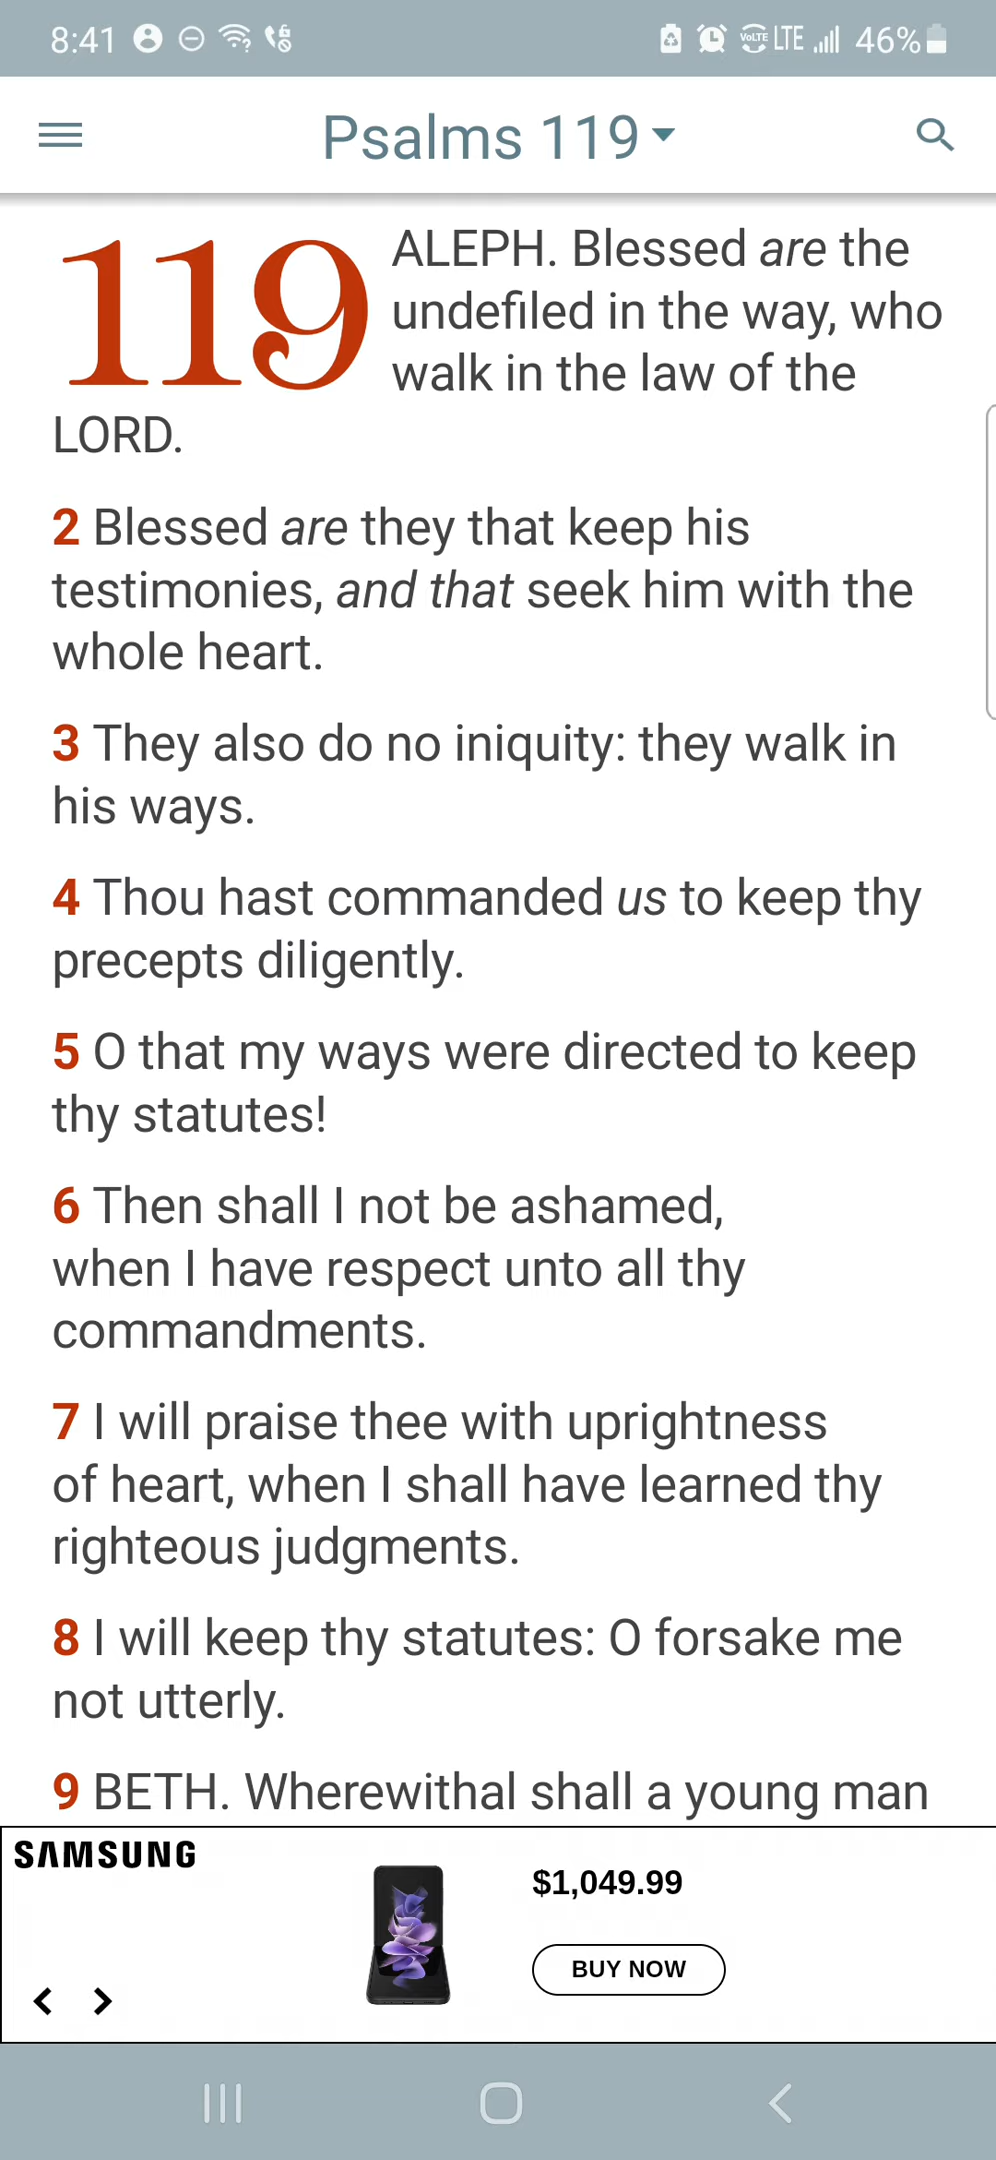 8:41
VoLTE LTE 46%
Psalms 119
119 ALEPH. Blessed are the
undefiled in the way, who
walk in the law of the
LORD.
2 Blessed are they that keep his
testimonies, and that seek him with the
whole heart.
3 They also do no iniquity: they walk in
his ways.
4 Thou hast commanded us to keep thy
precepts diligently.
5 O that my ways were directed to keep
thy statutes!
6 Then shall I not be ashamed,
when I have respect unto all thy
commandments.
7 I will praise thee with uprightness
of heart, when I shall have learned thy
righteous judgments.
8 I will keep thy statutes: O forsake me
not utterly.
9 BETH. Wherewithal shall a young man
SAMSUNG
$1,049.99
BUY NOW